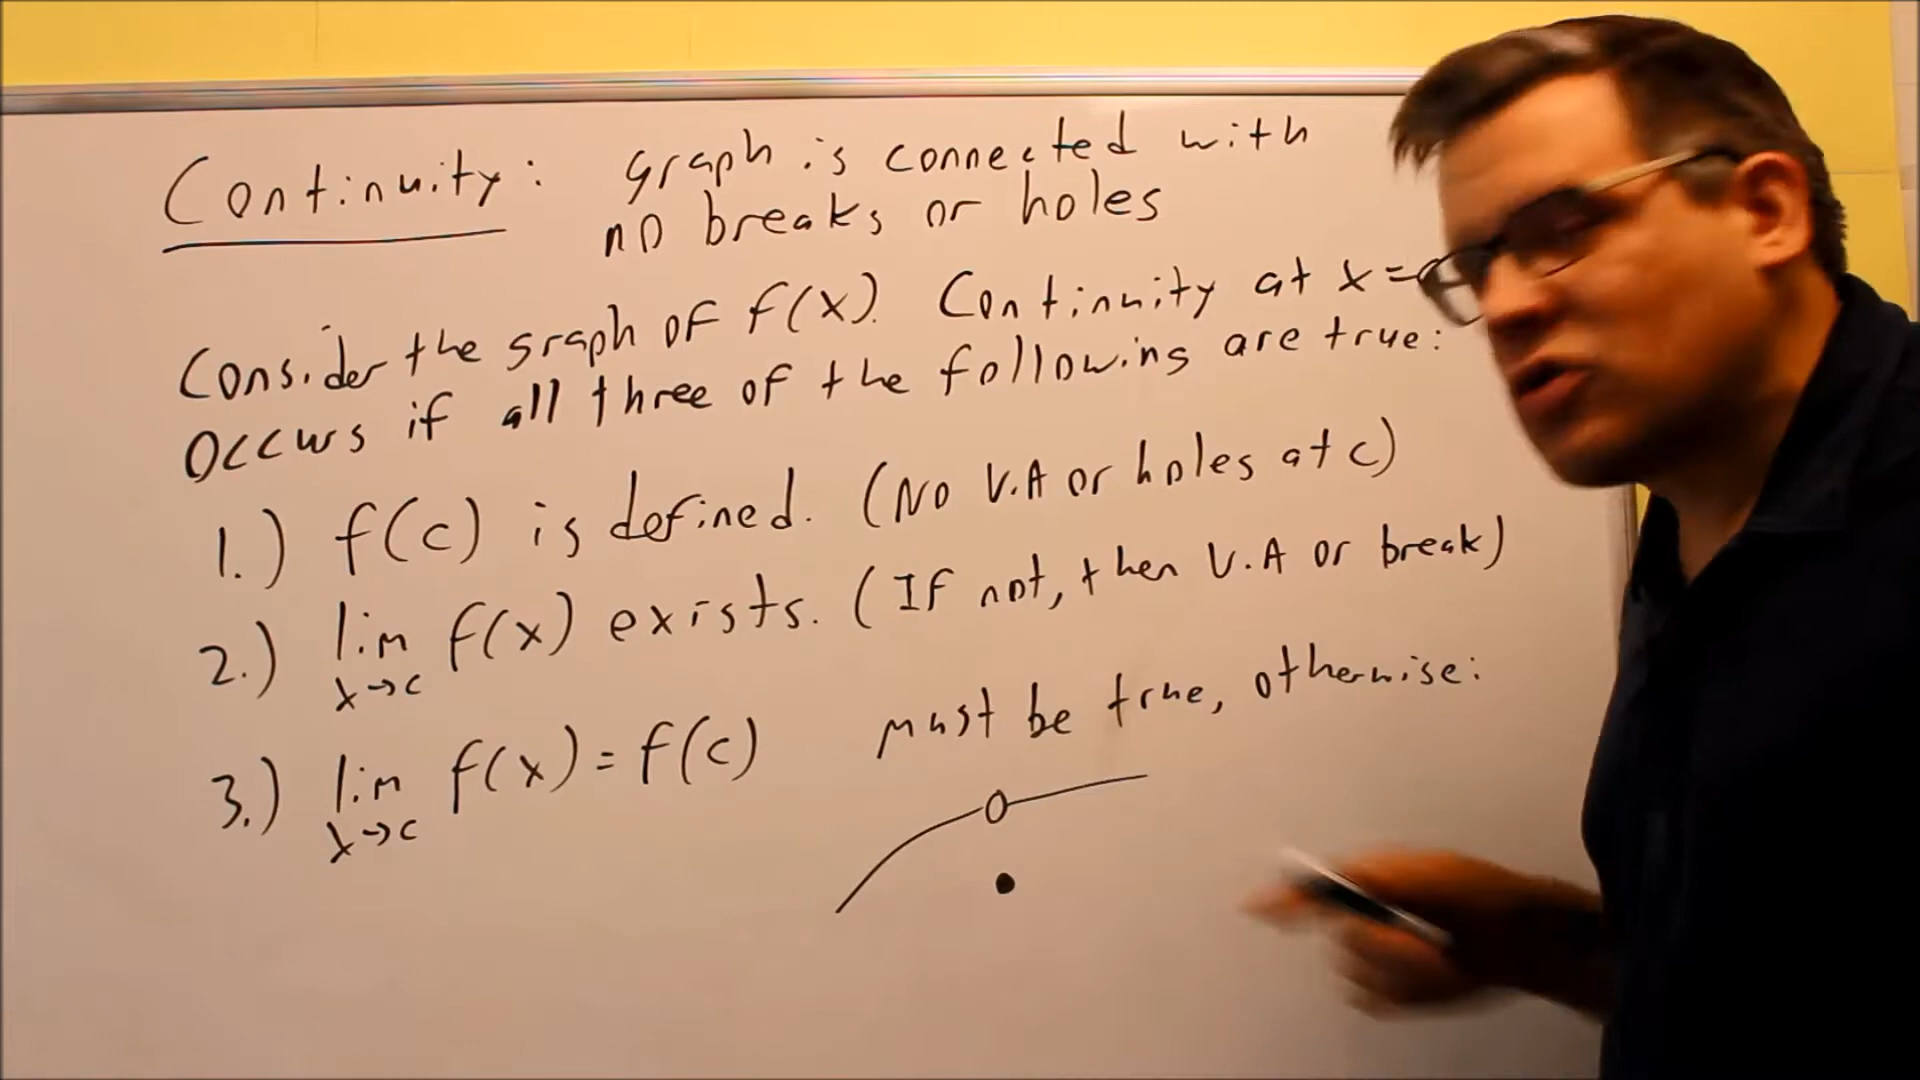 Continuity: graph is connected with
no breaks or holes
Consider the graph of f(x). Continuity at x=
occurs if all three of the following are true:
1.) f(c) is defined. (No V.A or holes at c)
2.) lim f(x) exists. (If not, then V.A or break)
x→c
3.) lim f(x) = f(c) must be true, otherwise:
x→c